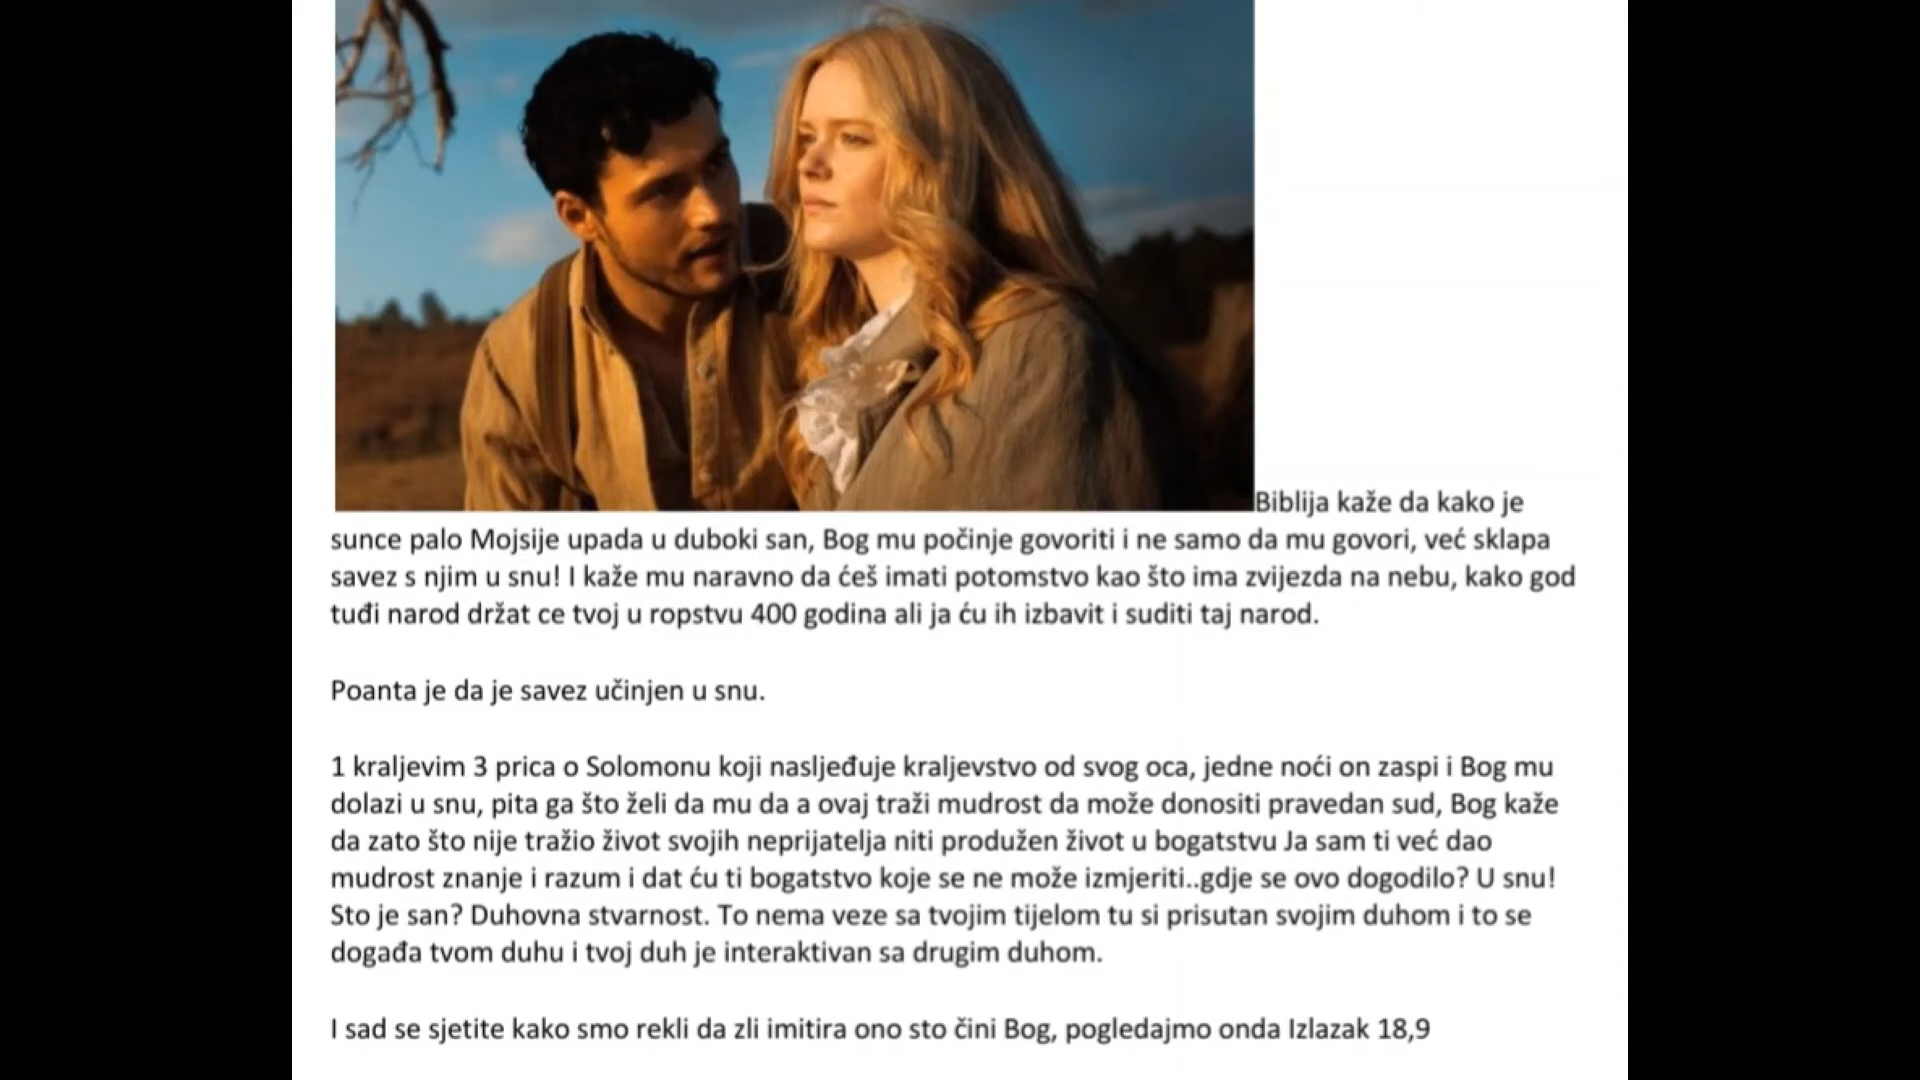 Biblija kaže da kako je
sunce palo Mojsije upada u duboki san, Bog mu počinje govoriti i ne samo da mu govori, već sklapa
savez s njim u snu! I kaže mu naravno da ćeš imati potomstvo kao što ima zvijezda na nebu, kako god
tuđi narod držat ce tvoj u ropstvu 400 godina ali ja ću ih izbavit i suditi taj narod.
Poanta je da je savez učinjen u snu.
1 kraljevim 3 prica o Solomonu koji nasljeđuje kraljevstvo od svog oca, jedne noći on zaspi i Bog mu
dolazi u snu, pita ga što želi da mu da a ovaj traži mudrost da može donositi pravedan sud, Bog kaže
da zato što nije tražio život svojih neprijatelja niti produžen život u bogatstvu Ja sam ti već dao
mudrost znanje i razum i dat ću ti bogatstvo koje se ne može izmjeriti..gdje se ovo dogodilo? U snu!
Sto je san? Duhovna stvarnost. To nema veze sa tvojim tijelom tu si prisutan svojim duhom i to se
događa tvom duhu i tvoj duh je interaktivan sa drugim duhom.
I sad se sjetite kako smo rekli da zli imitira ono sto čini Bog, pogledajmo onda Izlazak 18,9